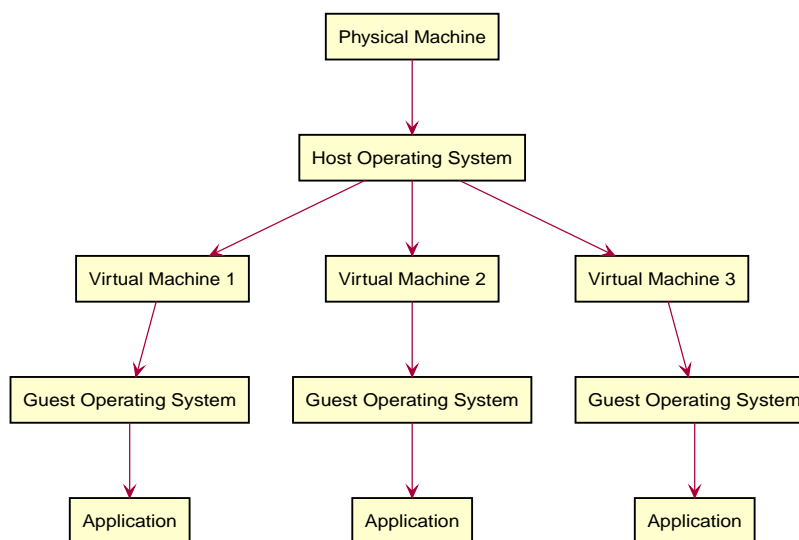 Physical Machine
Host Operating System
Virtual Machine 1
Virtual Machine 2
Virtual Machine 3
Guest Operating System
Guest Operating System
Guest Operating System
Application
Application
Application